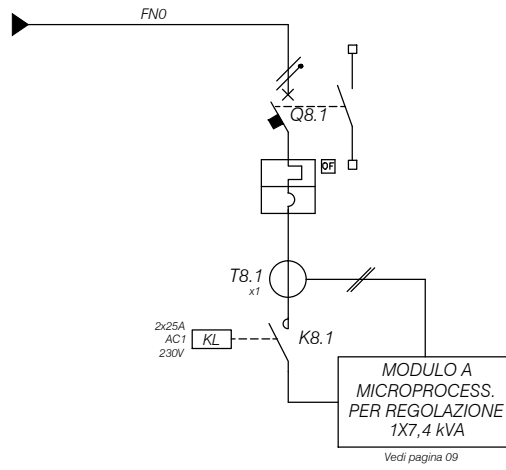 FN0
Q8.1
OF
T8.1
x1
2x25A
AC1
230V
KL
K8.1
MODULO A
MICROPROCESS.
PER REGOLAZIONE
1X7,4 kVA
Vedi pagina 09